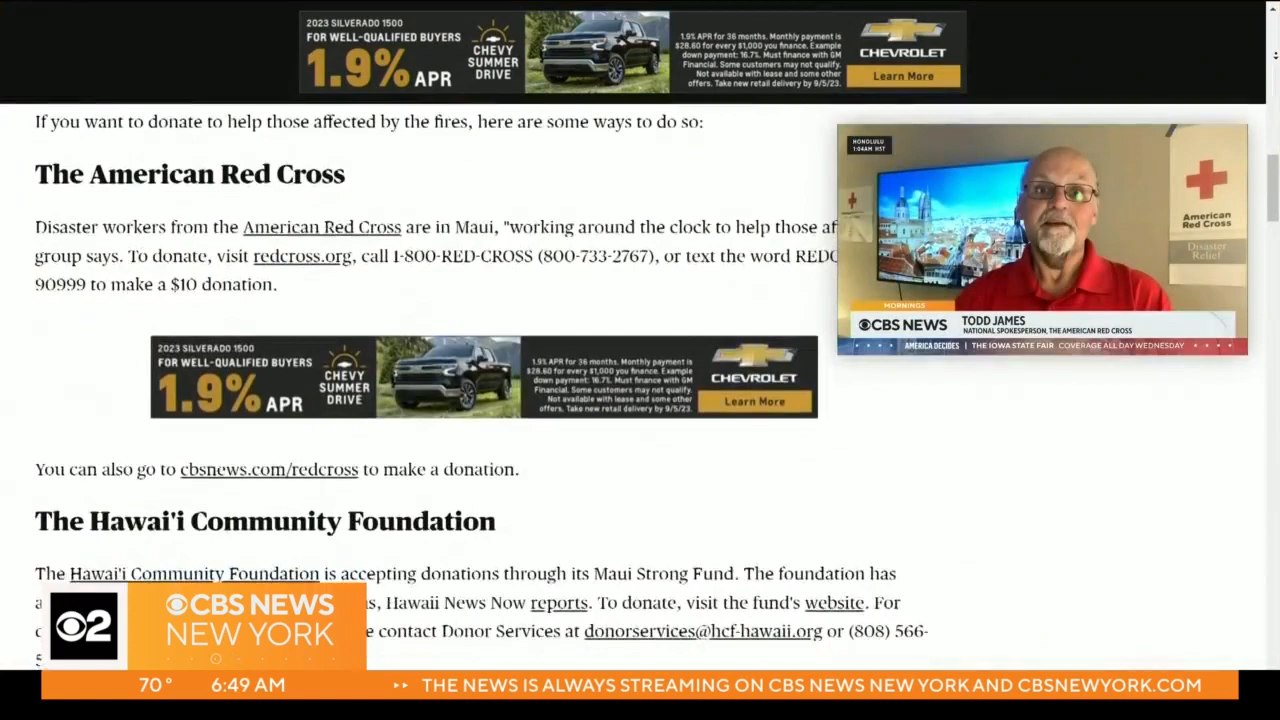 2023 SILVERADO 1500
FOR WELL-QUALIFIED BUYERS
1.9% APR
CHEVY
SUMMER
DRIVE
1.9% APR for 36 months. Monthly payment is
$28.60 for every $1,000 you finance. Example
down payment: 16.7%. Must finance with GM
Financial. Some customers may not qualify.
Not available with lease and some other
offers. Take new retail delivery by 9/5/23.
CHEVROLET
Learn More
If you want to donate to help those affected by the fires, here are some ways to do so:
The American Red Cross
Disaster workers from the American Red Cross are in Maui, "working around the clock to help those af
group says. To donate, visit redcross.org, call 1-800-RED-CROSS (800-733-2767), or text the word REDC
90999 to make a $10 donation.
HONOLULU
1:04AM HST
American
Red Cross
Disaster
Relief
MORNINGS
CBS NEWS
TODD JAMES
NATIONAL SPOKESPERSON, THE AMERICAN RED CROSS
AMERICA DECIDES | THE IOWA STATE FAIR COVERAGE ALL DAY WEDNESDAY
2023 SILVERADO 1500
FOR WELL-QUALIFIED BUYERS
1.9% APR
CHEVY
SUMMER
DRIVE
1.9% APR for 36 months. Monthly payment is
$28.60 for every $1,000 you finance. Example
down payment: 16.7%. Must finance with GM
Financial. Some customers may not qualify.
Not available with lease and some other
offers. Take new retail delivery by 9/5/23.
CHEVROLET
Learn More
You can also go to cbsnews.com/redcross to make a donation.
The Hawai'i Community Foundation
The Hawai'i Community Foundation is accepting donations through its Maui Strong Fund. The foundation has
s, Hawaii News Now reports. To donate, visit the fund's website. For
e contact Donor Services at donorservices@hcf-hawaii.org or (808) 566-
2
CBS NEWS
NEW YORK
70° 6:49 AM THE NEWS IS ALWAYS STREAMING ON CBS NEWS NEW YORK AND CBSNEWYORK.COM